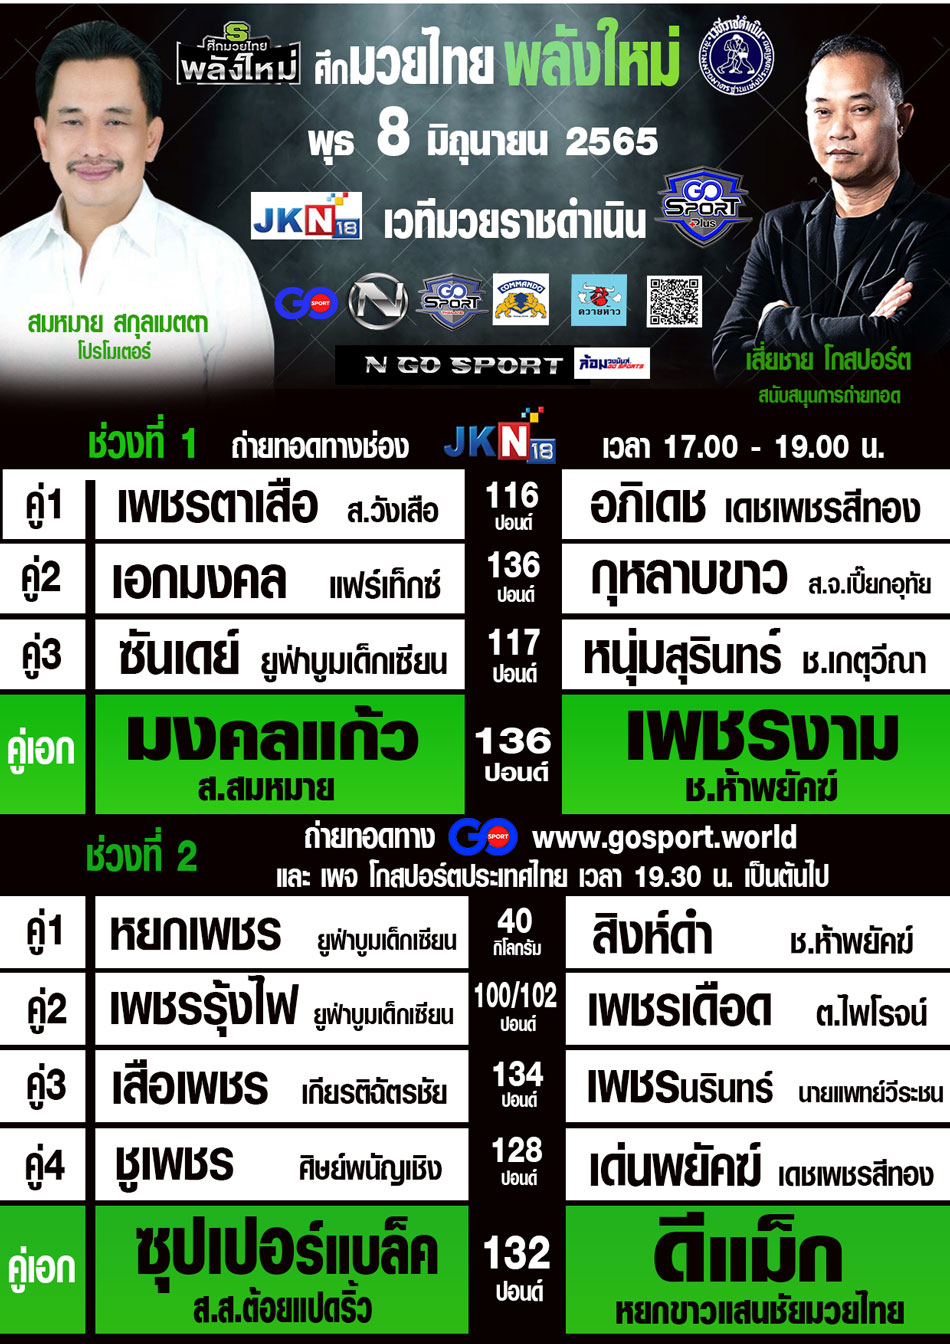 S
ศึกมวยไทย
พลังใหม่
ศึกมวยไทย พลังใหม่
พุธ 8 มิถุนายน 2565
JKN18 เวทีมวยราชดำเนิน GO SPORT Plus
GO SPORT N GO SPORT COMMANDO ควายหาว
สมหมาย สกุลเมตตา
โปรโมเตอร์
N GO SPORT ล้อมวงมันส์ GO SPORTS
เสี่ยชาย โกสปอร์ต
สนับสนุนการถ่ายทอด
ช่วงที่ 1 ถ่ายทอดทางช่อง JKN18 เวลา 17.00 - 19.00 น.
คู่1 เพชรตาเสือ ส.วังเสือ 116 ปอนด์ อภิเดช เดชเพชรสีทอง
คู่2 เอกมงคล แฟร์เท็กซ์ 136 ปอนด์ กุหลาบขาว ส.จ.เปี๊ยกอุทัย
คู่3 ซันเดย์ ยูฟ่าบูมเด็กเซียน 117 ปอนด์ หนุ่มสุรินทร์ ช.เกตุวีณา
คู่เอก มงคลแก้ว ส.สมหมาย 136 ปอนด์ เพชรงาม ช.ห้าพยัคฆ์
ช่วงที่ 2 ถ่ายทอดทาง GO SPORT www.gosport.world
และ เพจ โกสปอร์ตประเทศไทย เวลา 19.30 น. เป็นต้นไป
คู่1 หยกเพชร ยูฟ่าบูมเด็กเซียน 40 กิโลกรัม สิงห์ดำ ช.ห้าพยัคฆ์
คู่2 เพชรรุ้งไฟ ยูฟ่าบูมเด็กเซียน 100/102 ปอนด์ เพชรเดือด ต.ไพโรจน์
คู่3 เสือเพชร เกียรติฉัตรชัย 134 ปอนด์ เพชรนรินทร์ นายแพทย์วีระชน
คู่4 ชูเพชร ศิษย์พนัญเชิง 128 ปอนด์ เด่นพยัคฆ์ เดชเพชรสีทอง
คู่เอก ซุปเปอร์แบล็ค ส.ส.ต้อยแปดริ้ว 132 ปอนด์ ดีแม็ก หยกขาวแสนชัยมวยไทย